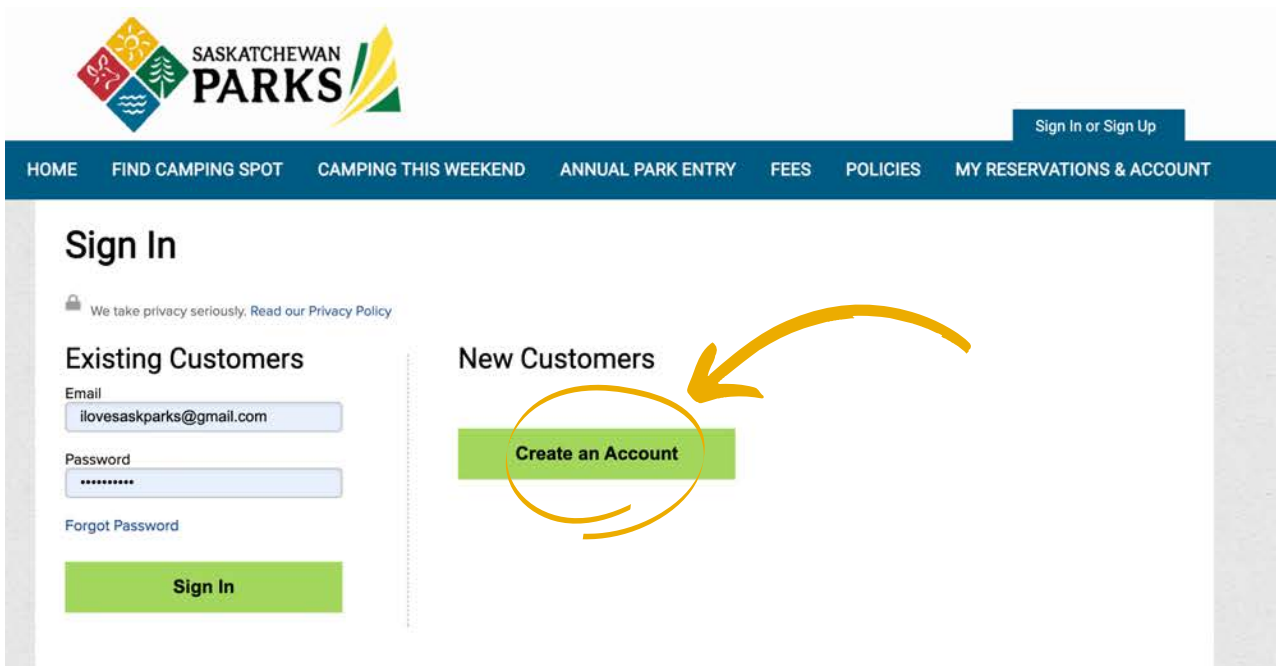 SASKATCHEWAN
PARKS
Sign In or Sign Up
HOME FIND CAMPING SPOT CAMPING THIS WEEKEND ANNUAL PARK ENTRY FEES POLICIES MY RESERVATIONS & ACCOUNT
Sign In
We take privacy seriously. Read our Privacy Policy
Existing Customers
Email
ilovesaskparks@gmail.com
Password
••••••••••
Forgot Password
Sign In
New Customers
Create an Account